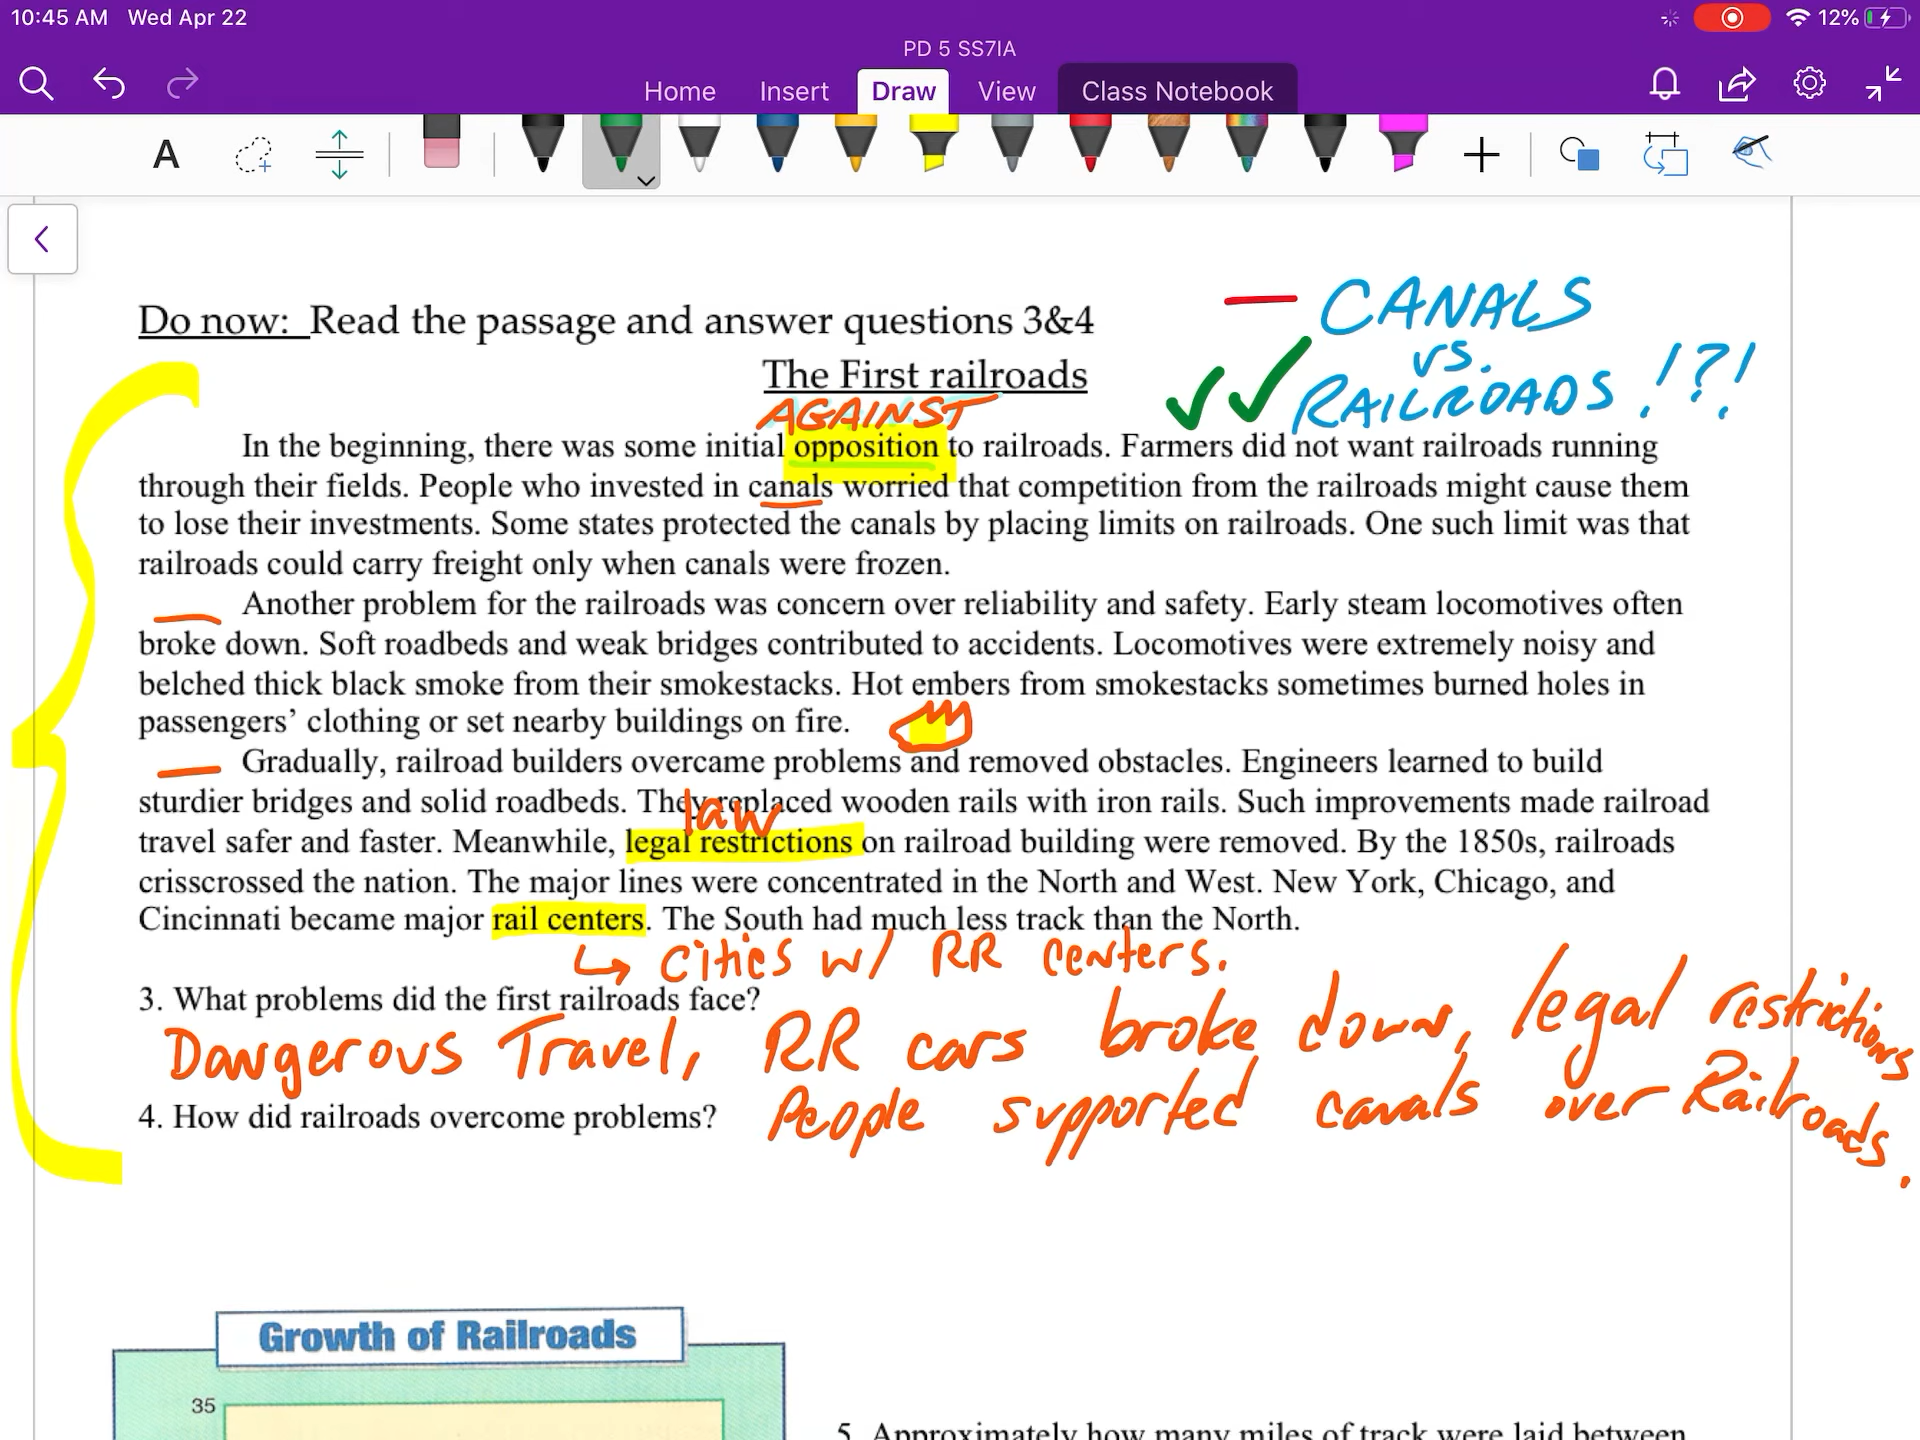 10:45 AM Wed Apr 22
12%
PD 5 SS7IA
Home Insert Draw View Class Notebook
A
Do now: Read the passage and answer questions 3&4
— CANALS
vs.
RAILROADS !?!
The First railroads
AGAINST
In the beginning, there was some initial opposition to railroads. Farmers did not want railroads running
through their fields. People who invested in canals worried that competition from the railroads might cause them
to lose their investments. Some states protected the canals by placing limits on railroads. One such limit was that
railroads could carry freight only when canals were frozen.
Another problem for the railroads was concern over reliability and safety. Early steam locomotives often
broke down. Soft roadbeds and weak bridges contributed to accidents. Locomotives were extremely noisy and
belched thick black smoke from their smokestacks. Hot embers from smokestacks sometimes burned holes in
passengers’ clothing or set nearby buildings on fire.
Gradually, railroad builders overcame problems and removed obstacles. Engineers learned to build
sturdier bridges and solid roadbeds. They replaced wooden rails with iron rails. Such improvements made railroad
law
travel safer and faster. Meanwhile, legal restrictions on railroad building were removed. By the 1850s, railroads
crisscrossed the nation. The major lines were concentrated in the North and West. New York, Chicago, and
Cincinnati became major rail centers. The South had much less track than the North.
↳ cities w/ RR centers.
3. What problems did the first railroads face?
Dangerous Travel, RR cars broke down, legal restrictions
People supported canals over Railroads.
4. How did railroads overcome problems?
Growth of Railroads
35
5. Approximately how many miles of track were laid between